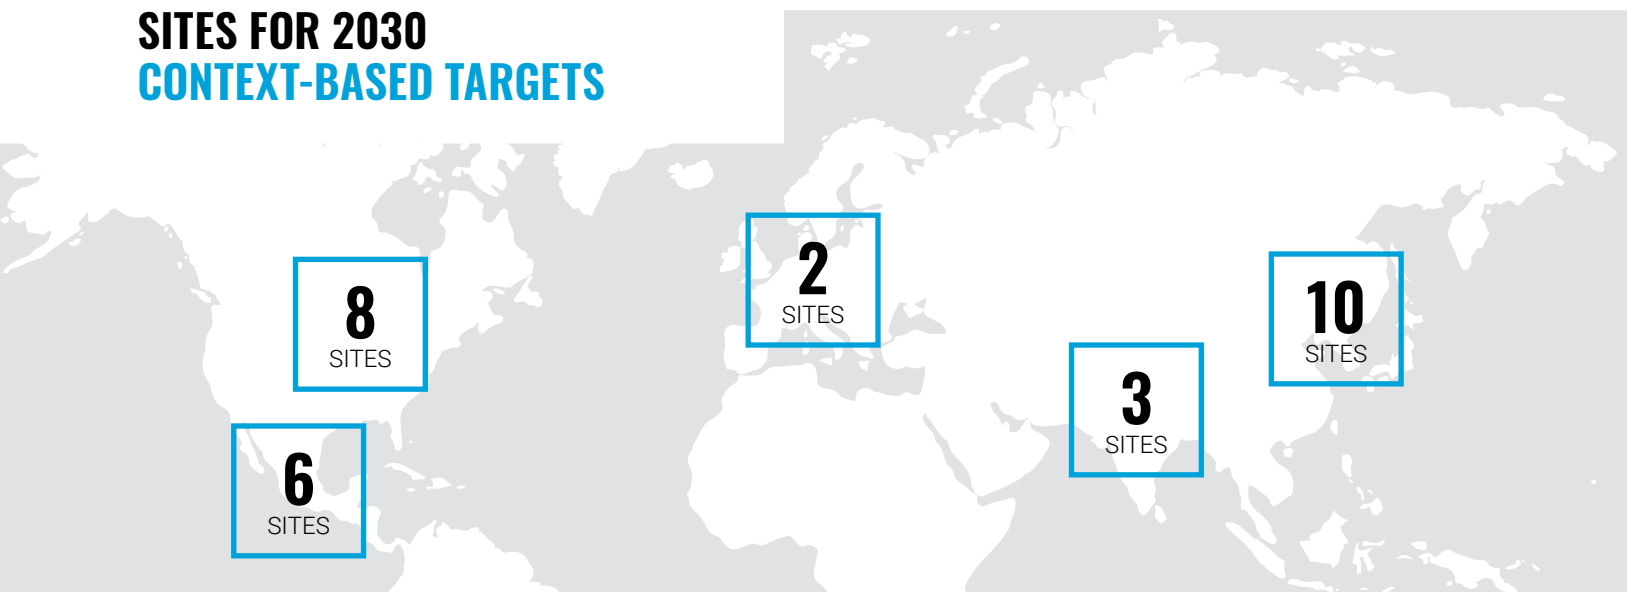 SITES FOR 2030
CONTEXT-BASED TARGETS
8
SITES
2
SITES
10
SITES
3
SITES
6
SITES